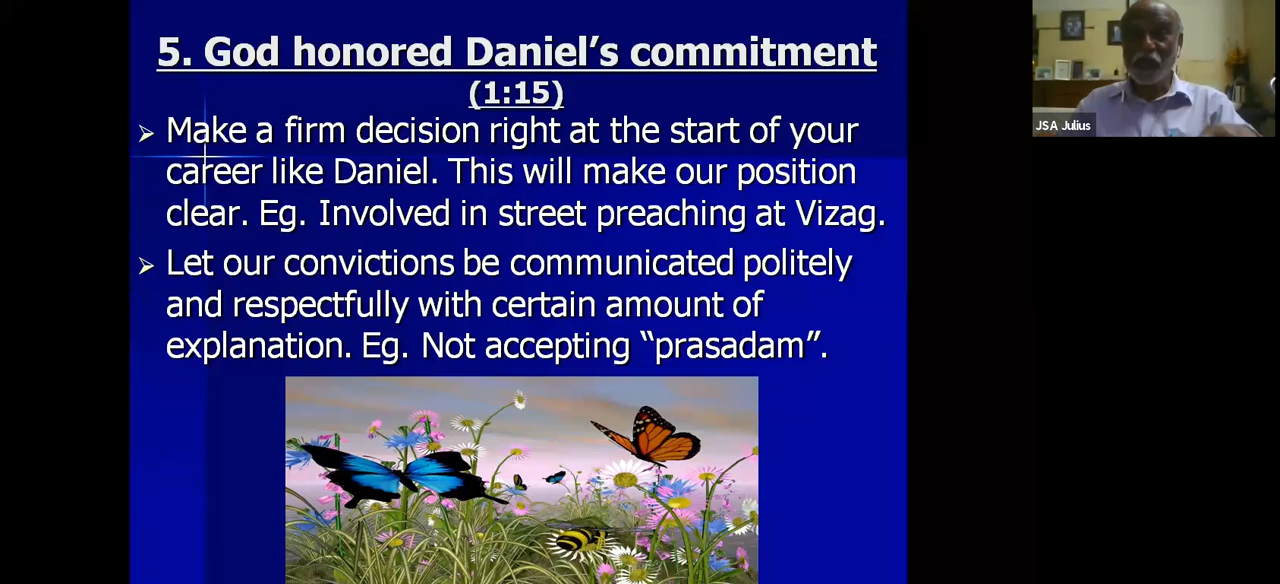 5. God honored Daniel’s commitment
(1:15)
➢ Make a firm decision right at the start of your
career like Daniel. This will make our position
clear. Eg. Involved in street preaching at Vizag.
➢ Let our convictions be communicated politely
and respectfully with certain amount of
explanation. Eg. Not accepting “prasadam”.
JSA Julius